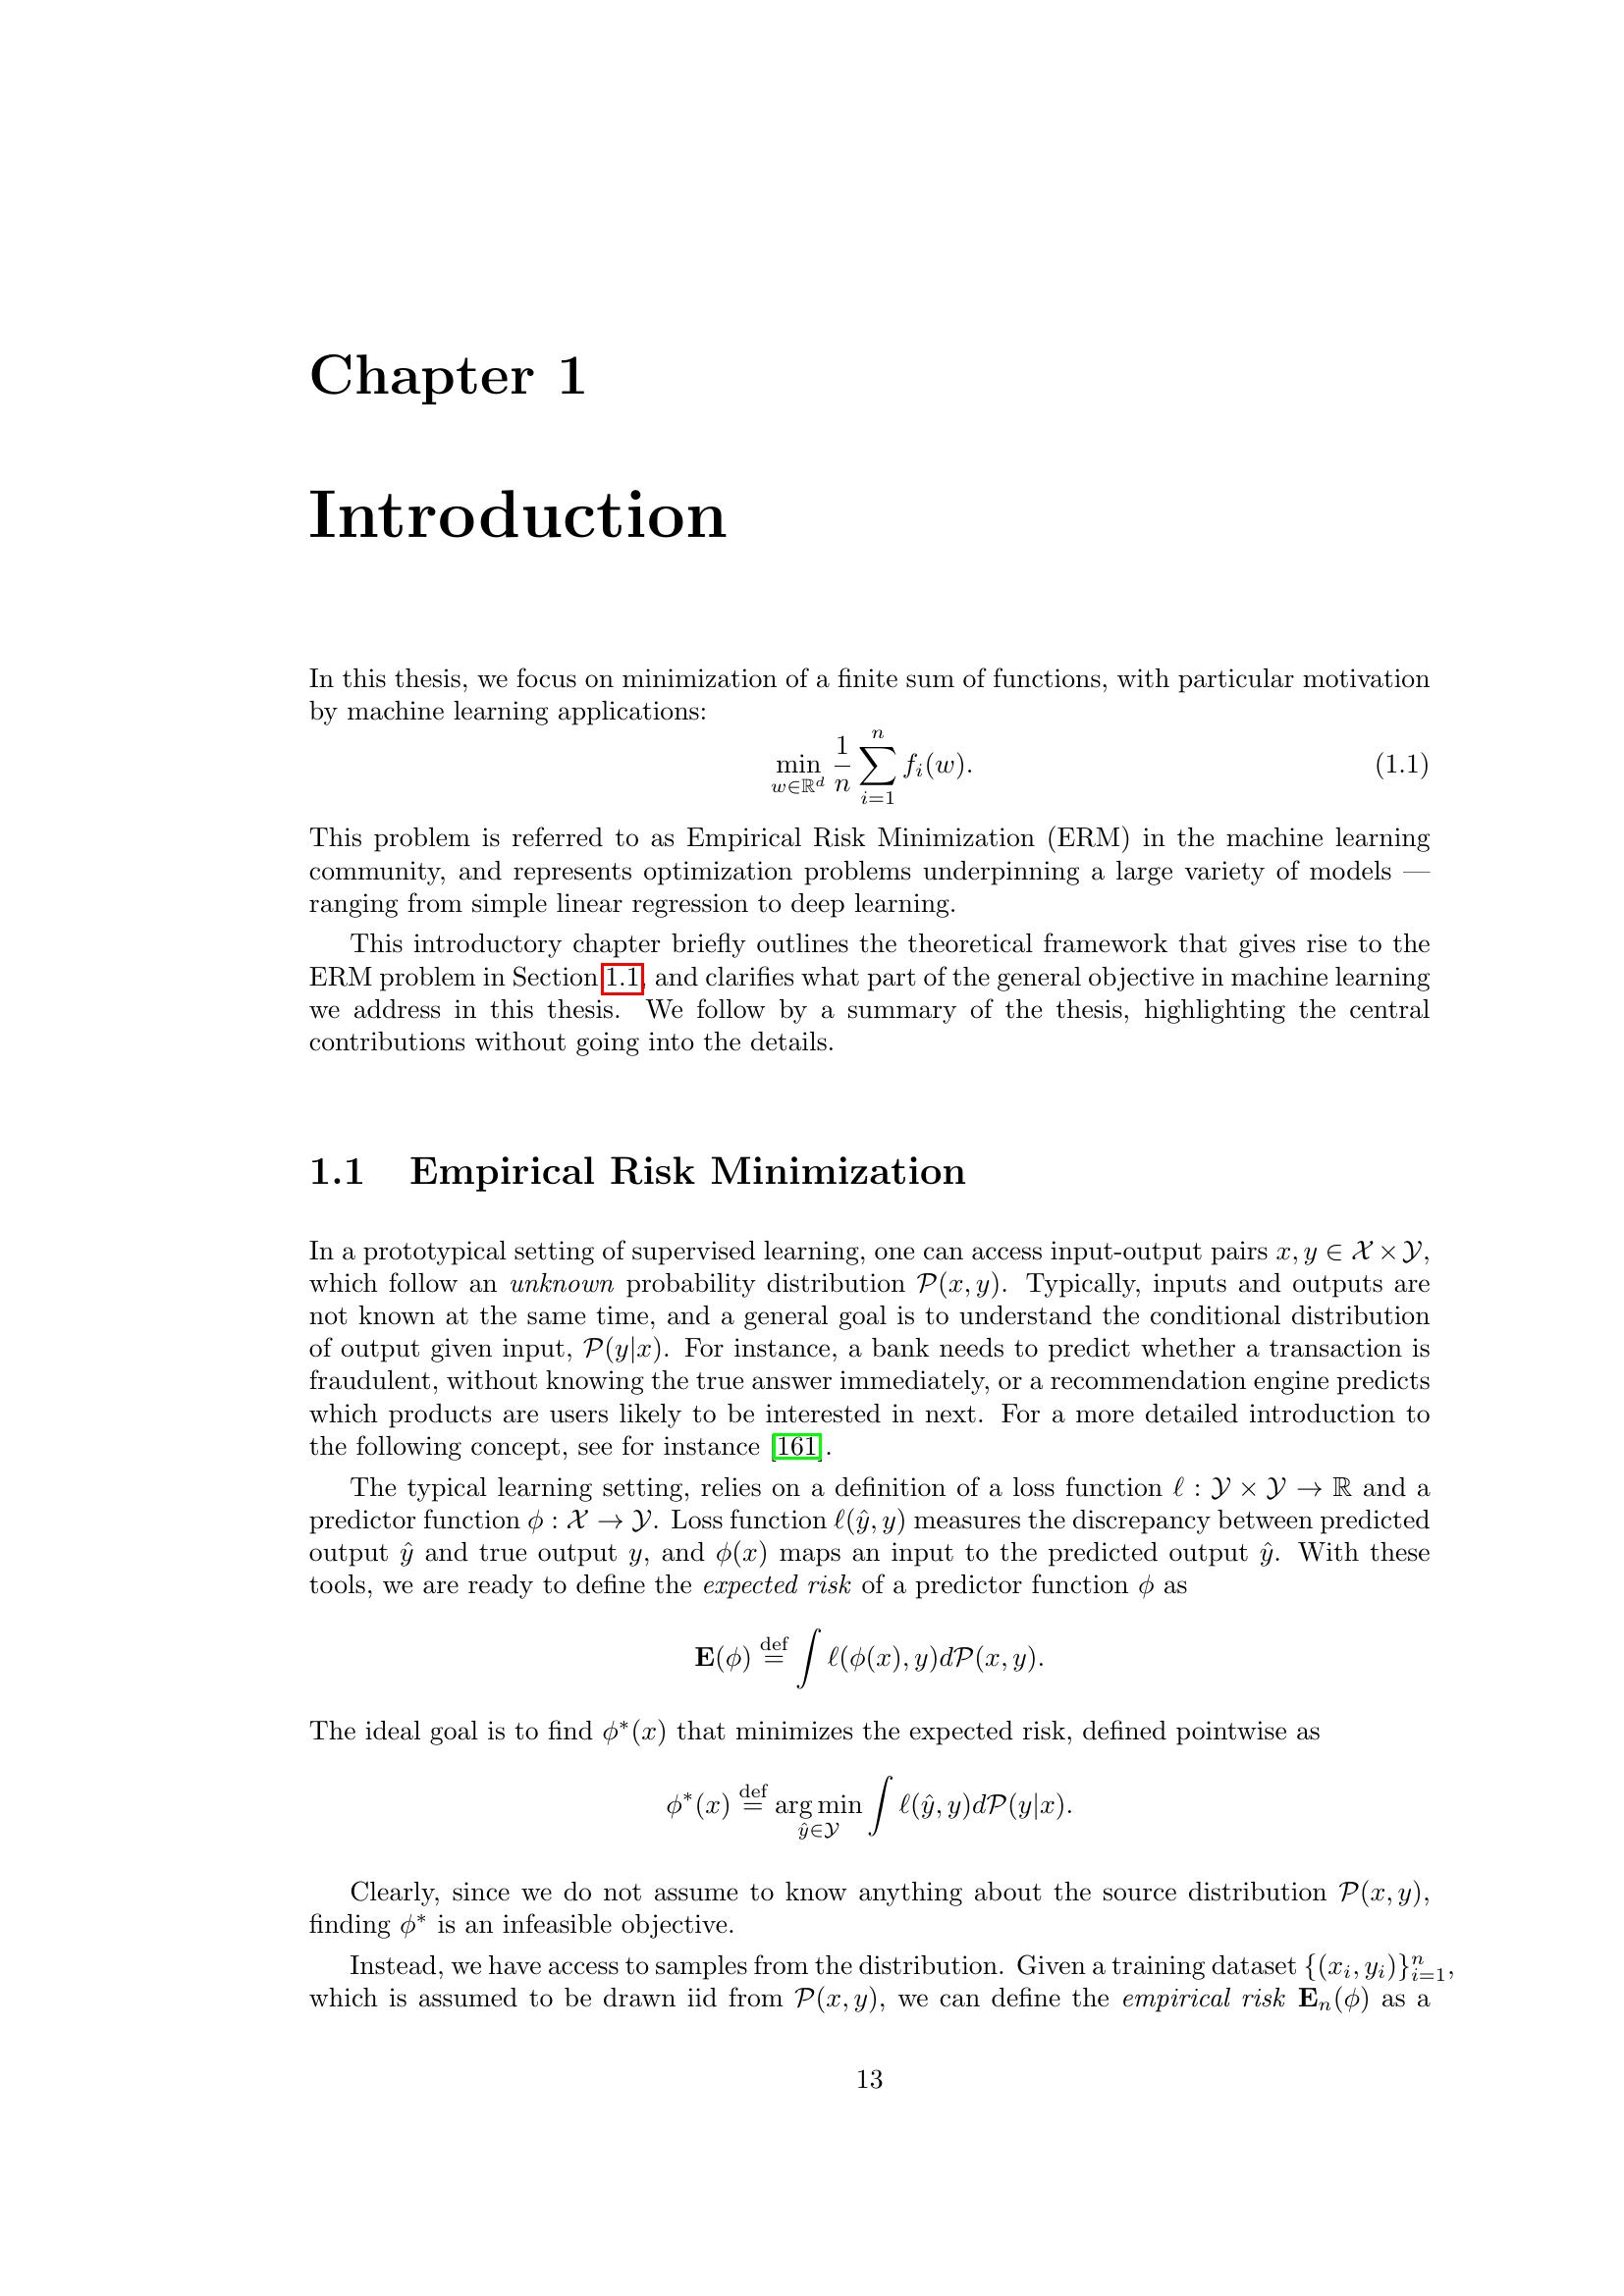 Chapter 1
Introduction
In this thesis, we focus on minimization of a finite sum of functions, with particular motivation
by machine learning applications:
$$\min_{w \in \mathbb{R}^d} \frac{1}{n} \sum_{i=1}^{n} f_i(w). \quad (1.1)$$
This problem is referred to as Empirical Risk Minimization (ERM) in the machine learning
community, and represents optimization problems underpinning a large variety of models —
ranging from simple linear regression to deep learning.
This introductory chapter briefly outlines the theoretical framework that gives rise to the
ERM problem in Section 1.1, and clarifies what part of the general objective in machine learning
we address in this thesis. We follow by a summary of the thesis, highlighting the central
contributions without going into the details.
1.1 Empirical Risk Minimization
In a prototypical setting of supervised learning, one can access input-output pairs $x, y \in \mathcal{X} \times \mathcal{Y}$,
which follow an unknown probability distribution $\mathcal{P}(x, y)$. Typically, inputs and outputs are
not known at the same time, and a general goal is to understand the conditional distribution
of output given input, $\mathcal{P}(y|x)$. For instance, a bank needs to predict whether a transaction is
fraudulent, without knowing the true answer immediately, or a recommendation engine predicts
which products are users likely to be interested in next. For a more detailed introduction to
the following concept, see for instance [161].
The typical learning setting, relies on a definition of a loss function $\ell : \mathcal{Y} \times \mathcal{Y} \to \mathbb{R}$ and a
predictor function $\phi : \mathcal{X} \to \mathcal{Y}$. Loss function $\ell(\hat{y}, y)$ measures the discrepancy between predicted
output $\hat{y}$ and true output $y$, and $\phi(x)$ maps an input to the predicted output $\hat{y}$. With these
tools, we are ready to define the expected risk of a predictor function $\phi$ as
$$\mathbf{E}(\phi) \stackrel{\text{def}}{=} \int \ell(\phi(x), y) d\mathcal{P}(x, y).$$
The ideal goal is to find $\phi^*(x)$ that minimizes the expected risk, defined pointwise as
$$\phi^*(x) \stackrel{\text{def}}{=} \arg\min_{\hat{y} \in \mathcal{Y}} \int \ell(\hat{y}, y) d\mathcal{P}(y|x).$$
Clearly, since we do not assume to know anything about the source distribution $\mathcal{P}(x, y)$,
finding $\phi^*$ is an infeasible objective.
Instead, we have access to samples from the distribution. Given a training dataset $\{(x_i, y_i)\}_{i=1}^n$,
which is assumed to be drawn iid from $\mathcal{P}(x, y)$, we can define the empirical risk $\mathbf{E}_n(\phi)$ as a
13